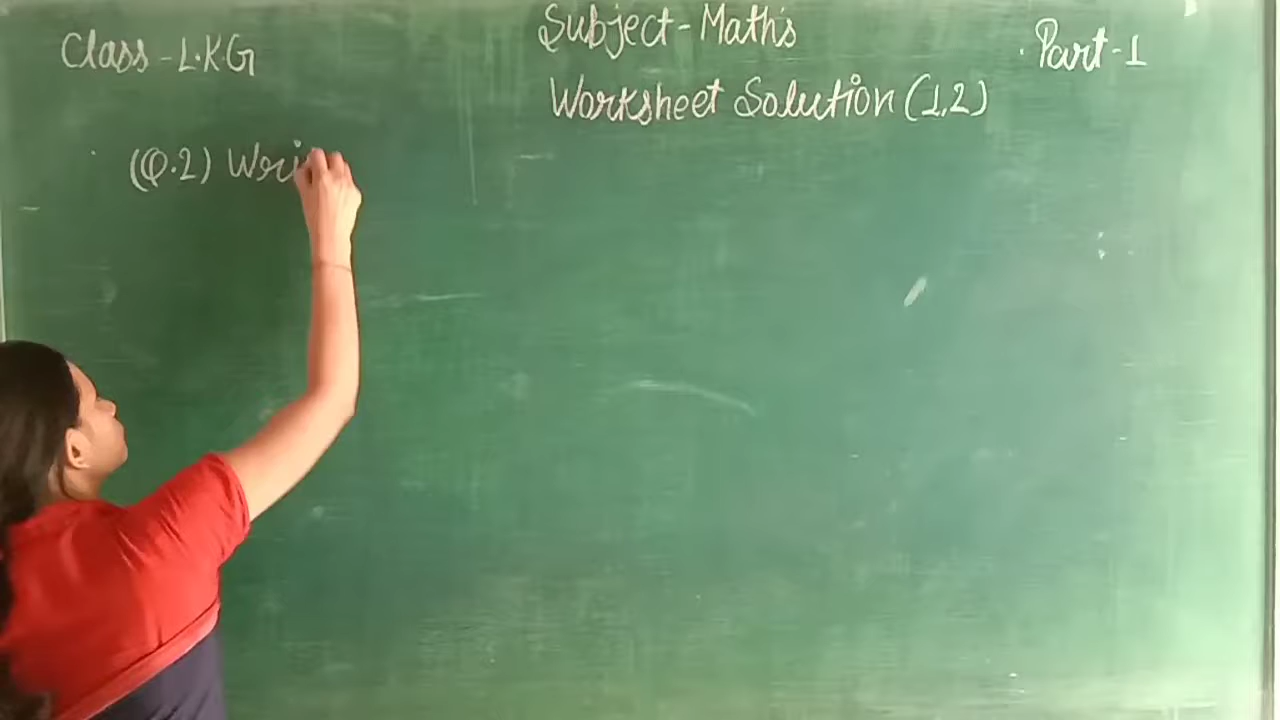 Class - L.K.G
Subject - Maths
Part - 1
Worksheet Solution (1,2)
(Q.2) Wri